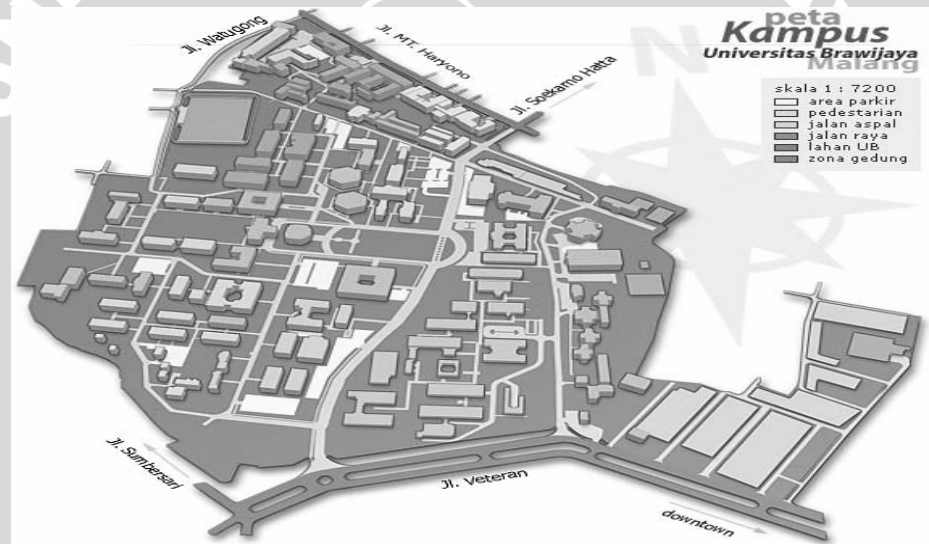 peta
Kampus
Universitas Brawijaya
Malang
N
skala 1 : 7200
area parkir
pedestarian
jalan aspal
jalan raya
lahan UB
zona gedung
Jl. Watugong
Jl. MT. Haryono
Jl. Soekarno Hatta
Jl. Sumbersari
Jl. Veteran
downtown